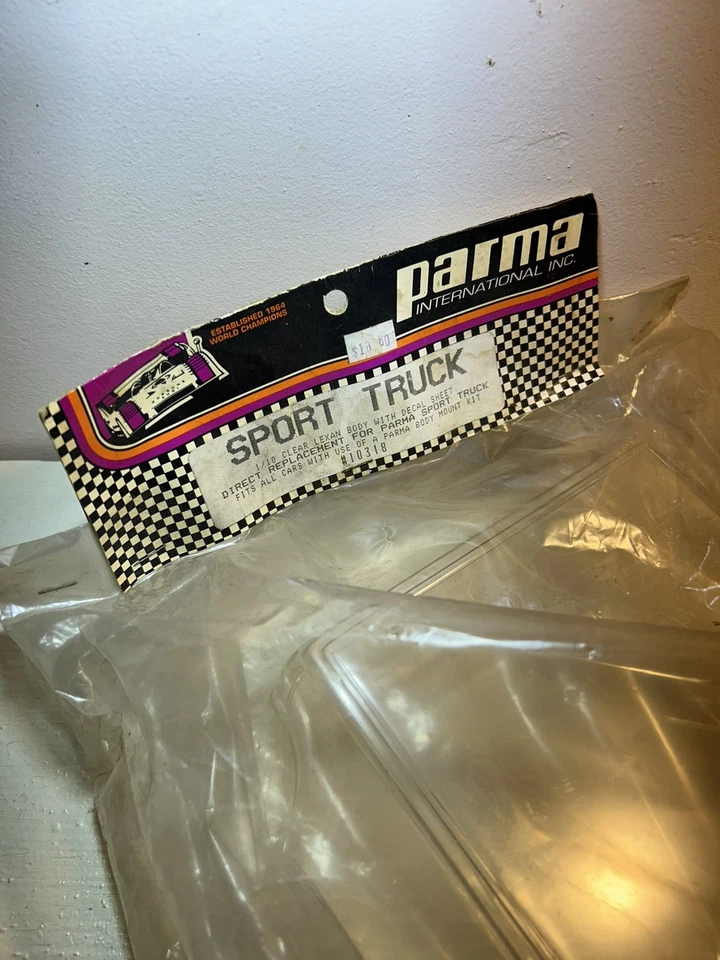 parma
INTERNATIONAL INC.
ESTABLISHED 1964
WORLD CHAMPIONS
SPORT TRUCK
1/10 CLEAR LEXAN BODY WITH DECAL SHEET
DIRECT REPLACEMENT FOR PARMA SPORT TRUCK
FITS ALL CARS WITH USE OF A PARMA BODY MOUNT KIT
#10318